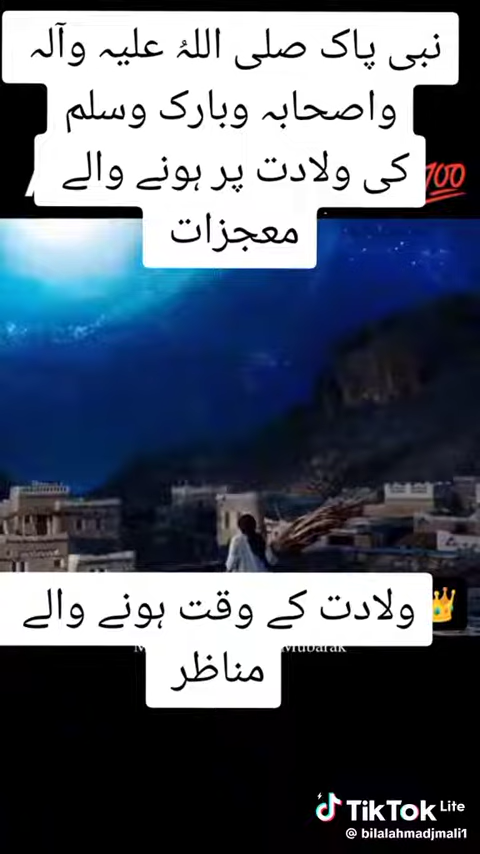 نبی پاک صلی اللہُ علیہ وآلہ
واصحابہ وبارک وسلم
کی ولادت پر ہونے والے
💯
معجزات
ولادت کے وقت ہونے والے 👑
Mubarak
مناظر
TikTok Lite
@ bilalahmadjmali1